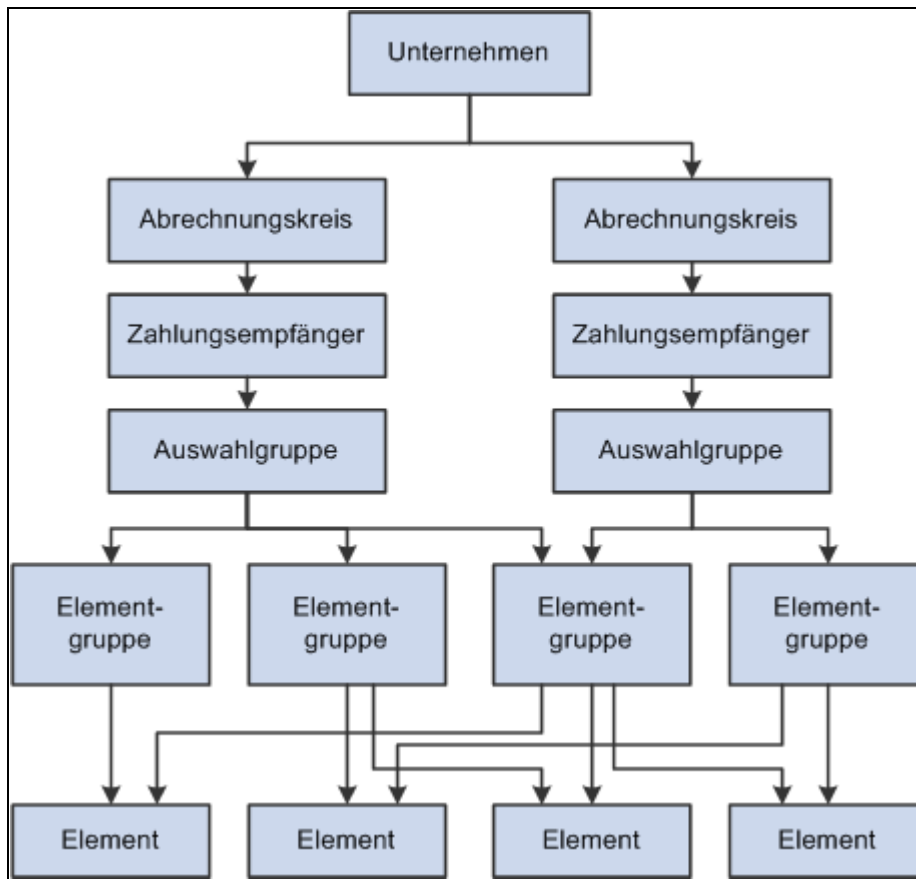 Unternehmen
Abrechnungskreis
Abrechnungskreis
Zahlungsempfänger
Zahlungsempfänger
Auswahlgruppe
Auswahlgruppe
Element-
gruppe
Element-
gruppe
Element-
gruppe
Element-
gruppe
Element
Element
Element
Element